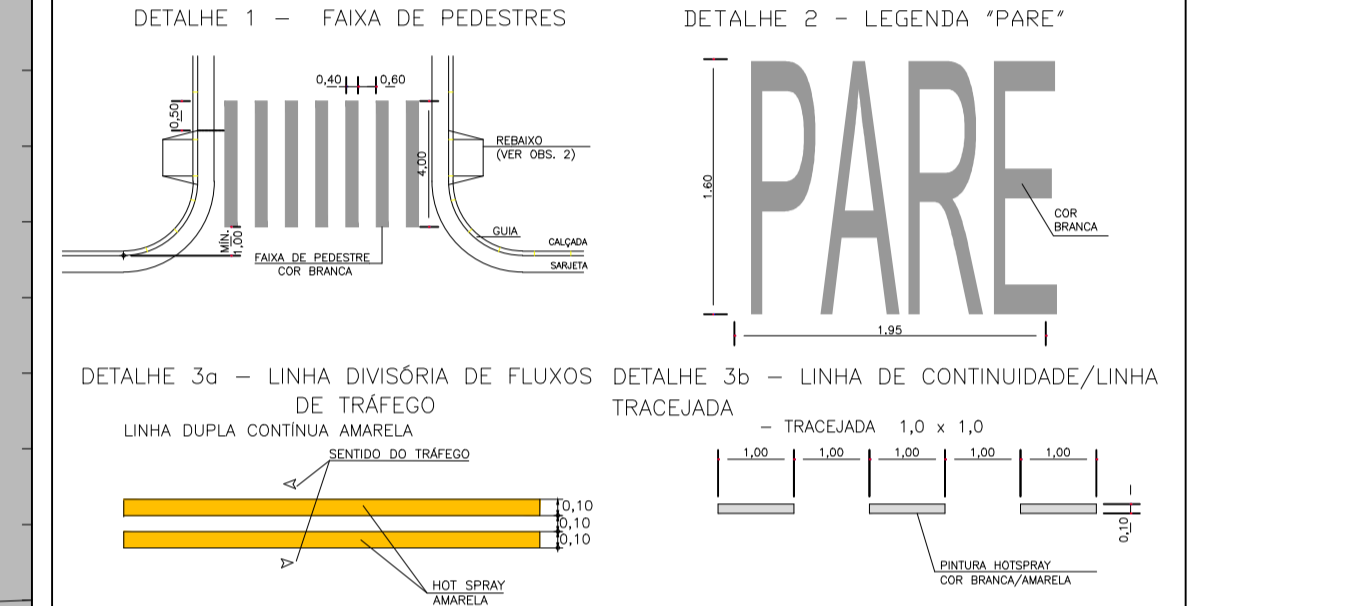 DETALHE 1 – FAIXA DE PEDESTRES
0,40
0,60
0,50
4,00
REBAIXO
(VER OBS. 2)
MÍN.
1,00
GUIA
CALÇADA
SARJETA
FAIXA DE PEDESTRE
COR BRANCA
DETALHE 2 – LEGENDA "PARE"
PARE
1.60
COR
BRANCA
1.95
DETALHE 3a – LINHA DIVISÓRIA DE FLUXOS
DE TRÁFEGO
LINHA DUPLA CONTÍNUA AMARELA
SENTIDO DO TRÁFEGO
0,10
0,10
0,10
HOT SPRAY
AMARELA
DETALHE 3b – LINHA DE CONTINUIDADE/LINHA
TRACEJADA
– TRACEJADA 1,0 x 1,0
1,00 1,00 1,00 1,00 1,00
0,10
PINTURA HOTSPRAY
COR BRANCA/AMARELA